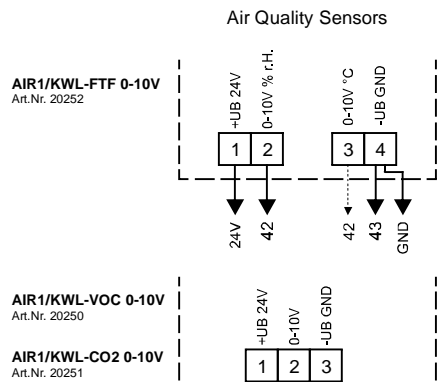 Air Quality Sensors
AIR1/KWL-FTF 0-10V
Art.Nr. 20252
+UB 24V
0-10V % r.H.
0-10V °C
-UB GND
1 2 3 4
24V
42
42
43
GND
AIR1/KWL-VOC 0-10V
Art.Nr. 20250
AIR1/KWL-CO2 0-10V
Art.Nr. 20251
+UB 24V
0-10V
-UB GND
1 2 3